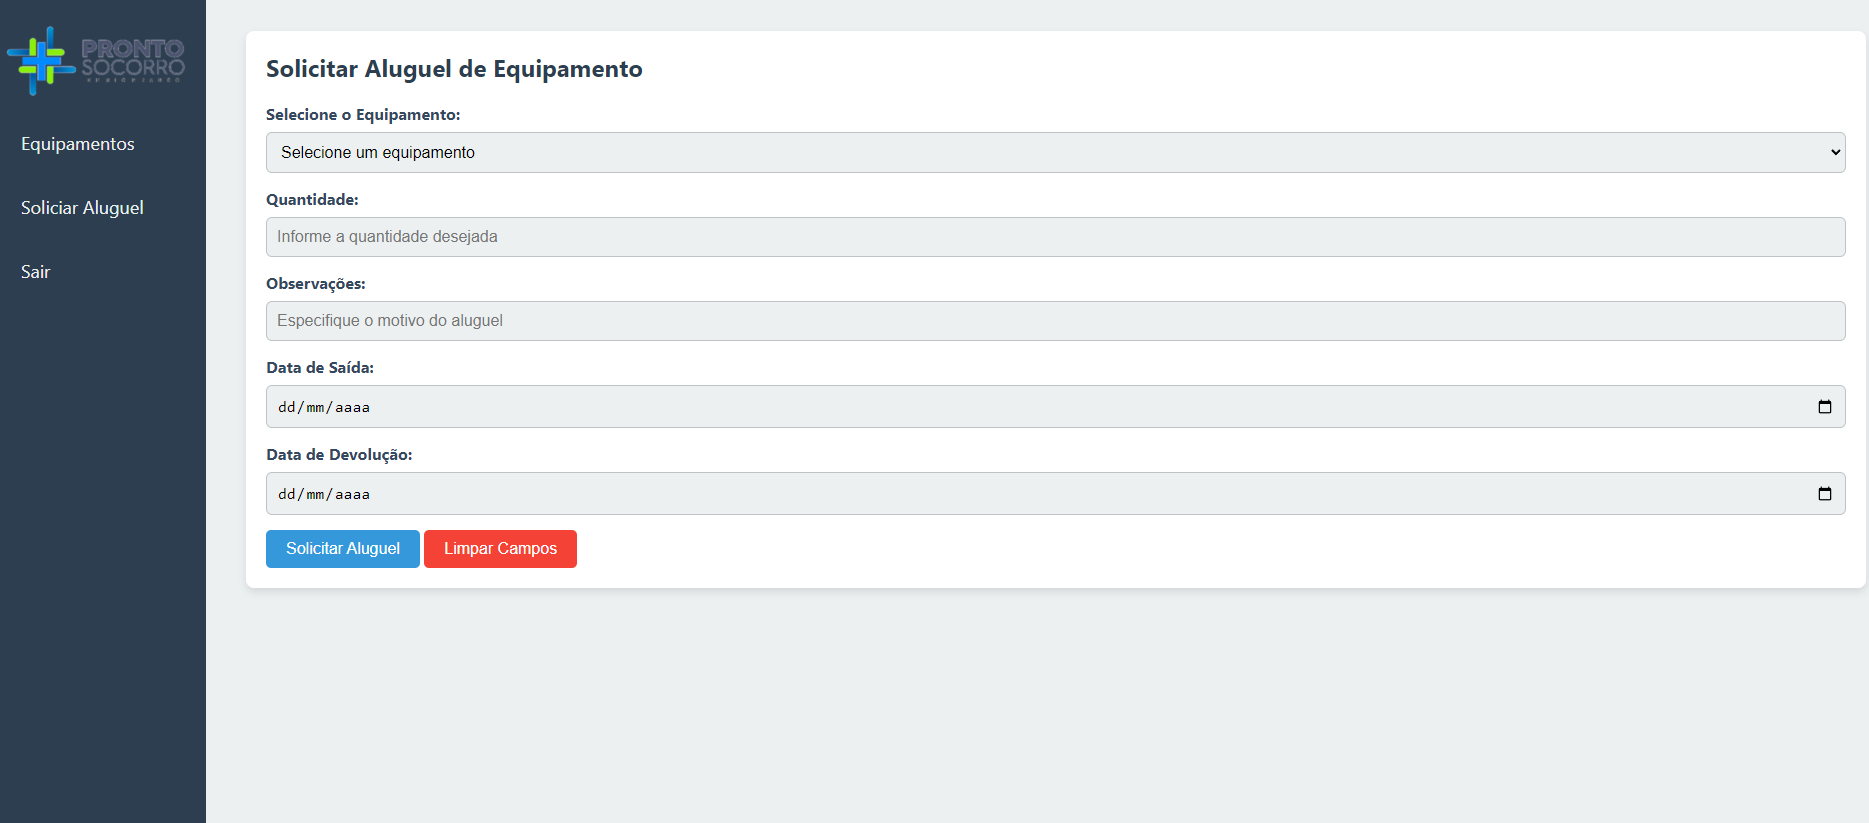 PRONTO
SOCORRO
Equipamentos
Soliciar Aluguel
Sair
Solicitar Aluguel de Equipamento
Selecione o Equipamento:
Selecione um equipamento
Quantidade:
Informe a quantidade desejada
Observações:
Especifique o motivo do aluguel
Data de Saída:
dd/mm/aaaa
Data de Devolução:
dd/mm/aaaa
Solicitar Aluguel
Limpar Campos